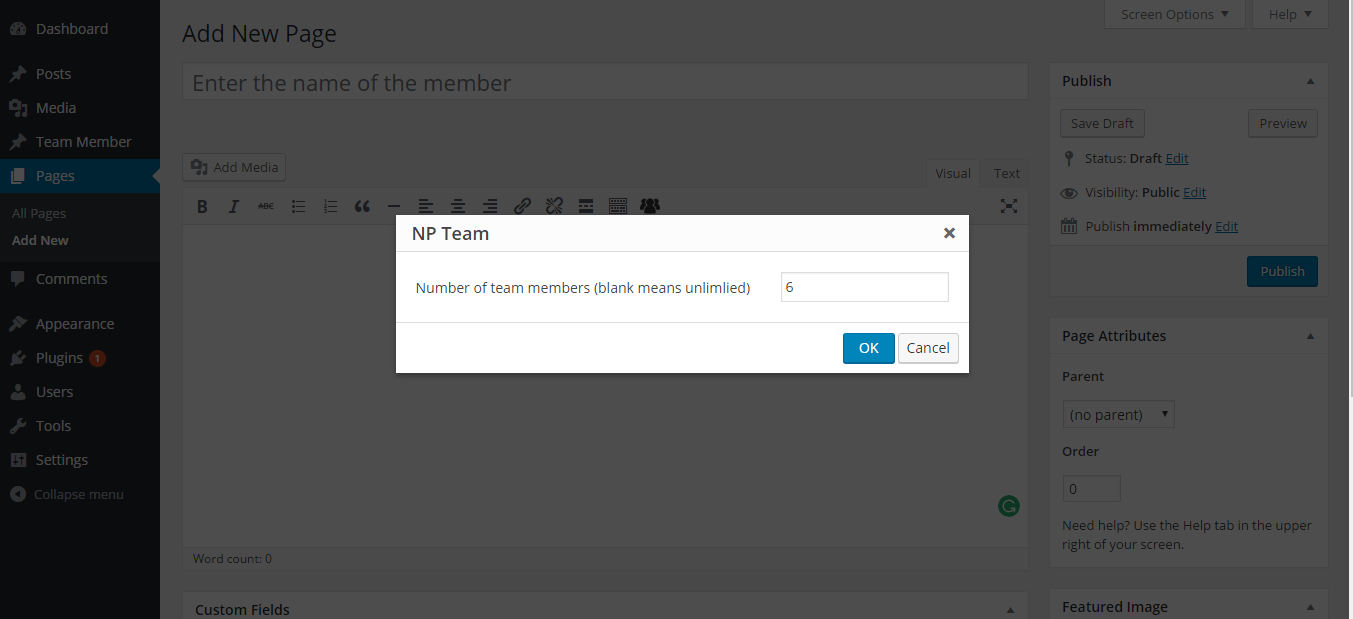 Dashboard
Posts
Media
Team Member
Pages
All Pages
Add New
Comments
Appearance
Plugins 1
Users
Tools
Settings
Collapse menu
Screen Options Help
Add New Page
Enter the name of the member
Add Media
Visual Text
B I ABC
NP Team
Number of team members (blank means unlimlied) 6
OK Cancel
Word count: 0
Custom Fields
Publish
Save Draft Preview
Status: Draft Edit
Visibility: Public Edit
Publish immediately Edit
Publish
Page Attributes
Parent
(no parent)
Order
0
Need help? Use the Help tab in the upper
right of your screen.
Featured Image